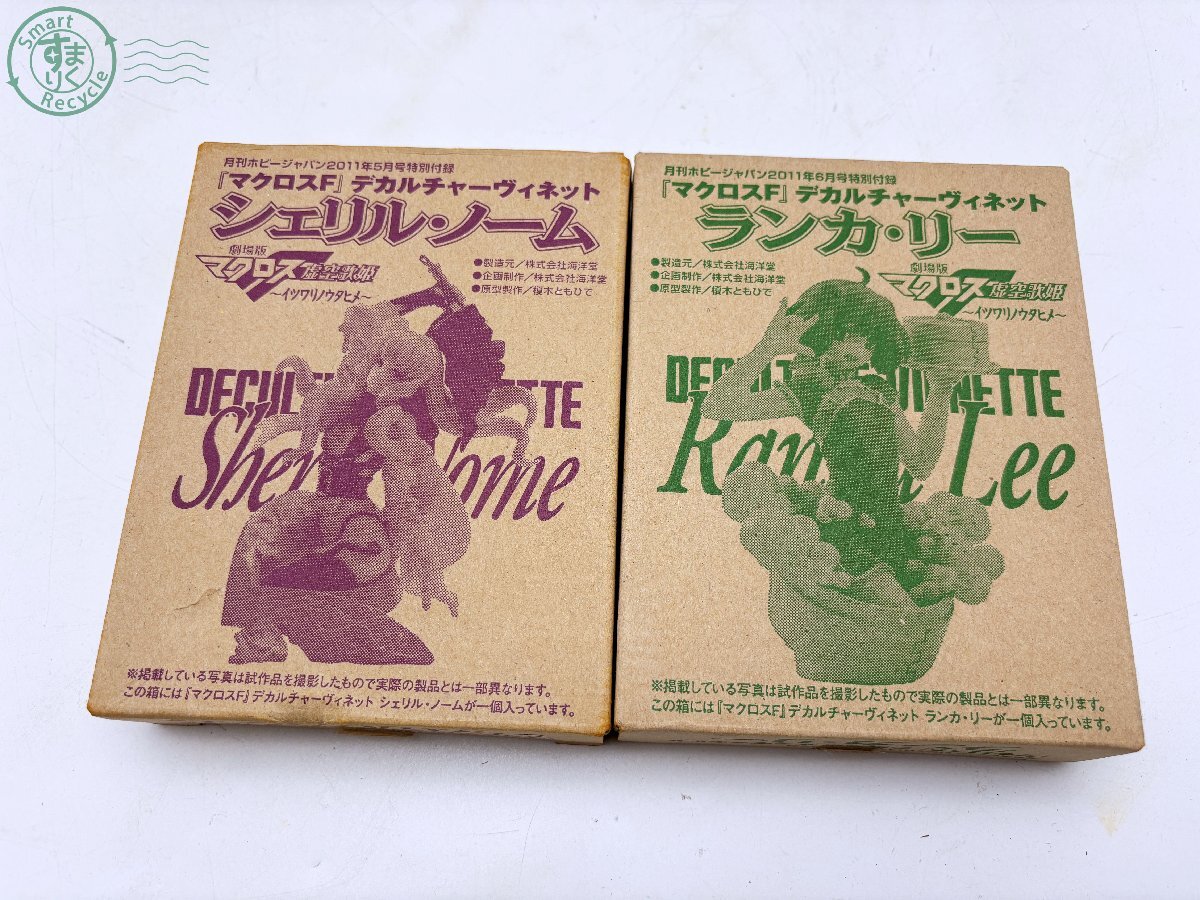 Smart
すまりく
Recycle
月刊ホビージャパン2011年5月号特別付録
『マクロスF』デカルチャーヴィネット
シェリル・ノーム
劇場版
マクロスF 虚空歌姫
～イツワリノウタヒメ～
●製造元／株式会社海洋堂
●企画制作／株式会社海洋堂
●原型製作／榎木ともひで
※掲載している写真は試作品を撮影したもので実際の製品とは一部異なります。
この箱には『マクロスF』デカルチャーヴィネット シェリル・ノームが一個入っています。
月刊ホビージャパン2011年6月号特別付録
『マクロスF』デカルチャーヴィネット
ランカ・リー
●製造元／株式会社海洋堂
●企画制作／株式会社海洋堂
●原型製作／榎木ともひで
劇場版
マクロスF 虚空歌姫
～イツワリノウタヒメ～
Lee
※掲載している写真は試作品を撮影したもので実際の製品とは一部異なります。
この箱には『マクロスF』デカルチャーヴィネット ランカ・リーが一個入っています。